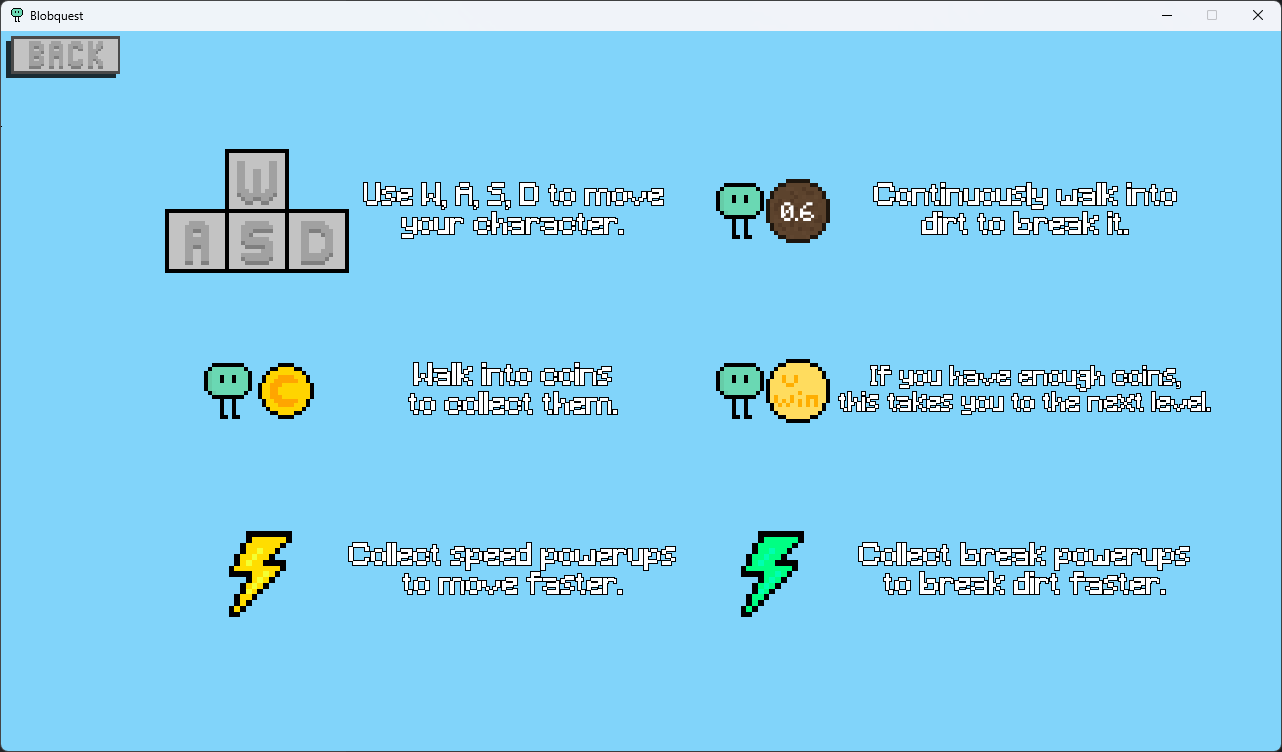 Blobquest
BACK
W
A S D
Use W, A, S, D to move
your character.
0.6
Continuously walk into
dirt to break it.
C
Walk into coins
to collect them.
U
win
If you have enough coins,
this takes you to the next level.
Collect speed powerups
to move faster.
Collect break powerups
to break dirt faster.